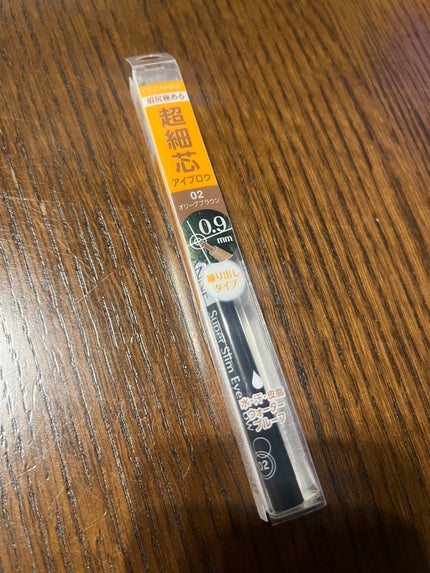 CEZANNE
眉尻極める
超細芯
アイブロウ
02
オリーブブラウン
0.9
mm
繰り出し
タイプ
Super Slim Eye
水・汗・皮脂
ウォーター
プルーフ
02